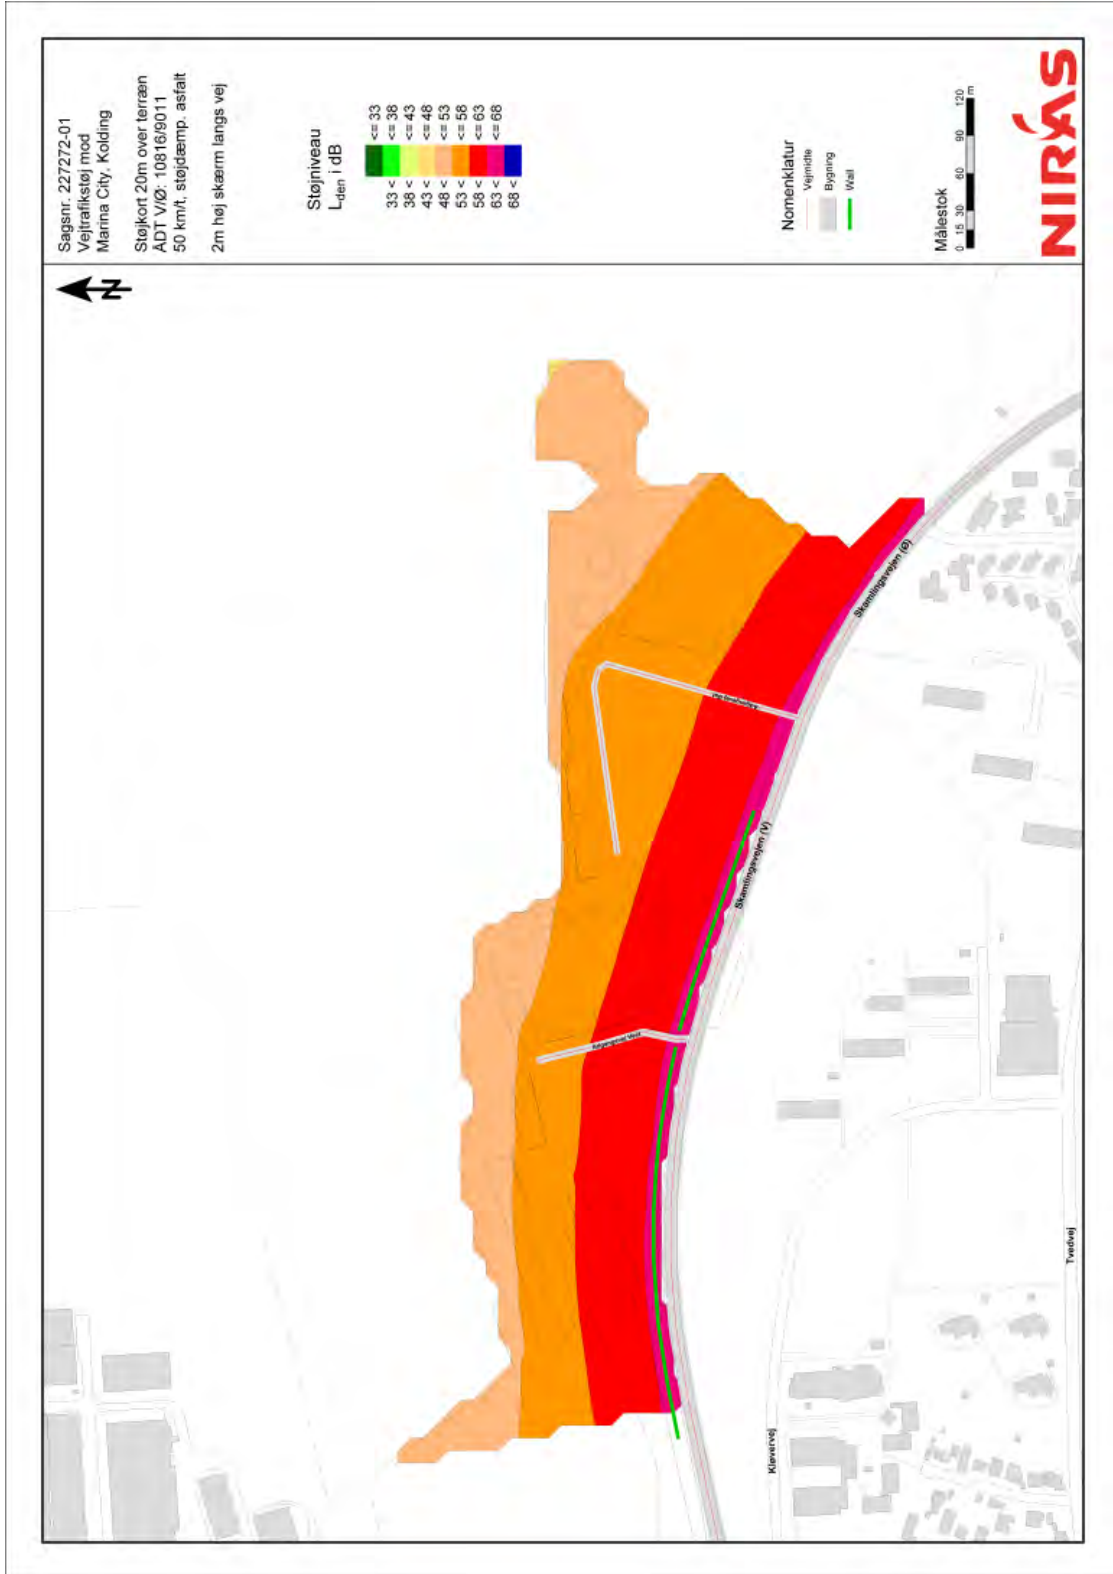 Sagsnr. 227272-01
Vejtrafikstøj mod
Marina City, Kolding
Støjkort 20m over terræn
ÅDT V/Ø: 10816/9011
50 km/t, støjdæmp. asfalt
2m høj skærm langs vej
Støjniveau
Lden i dB
<= 33
33 < <= 38
38 < <= 43
43 < <= 48
48 < <= 53
53 < <= 58
58 < <= 63
63 < <= 68
68 <
Nomenklatur
Vejmidte
Bygning
Wall
Målestok
0 15 30 60 90 120
m
NIRAS
N
Skamlingsvejen (Ø)
Skamlingsvejen (V)
Kløvervej
Tvedvej